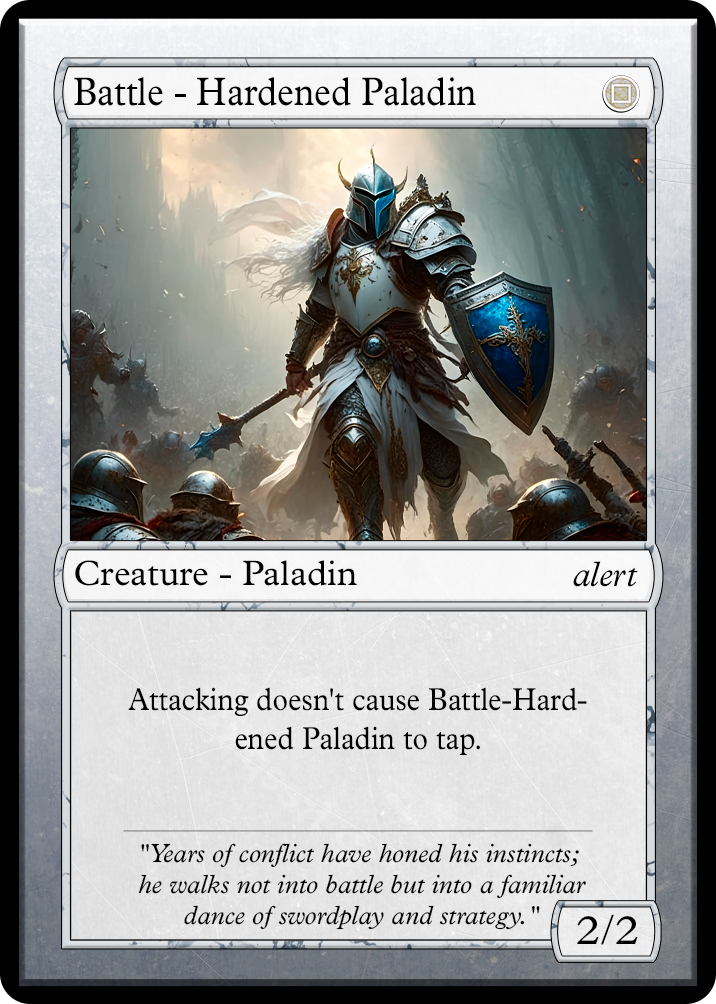 Battle - Hardened Paladin
Creature - Paladin alert
Attacking doesn't cause Battle-Hard-
ened Paladin to tap.
"Years of conflict have honed his instincts;
he walks not into battle but into a familiar
dance of swordplay and strategy."
2/2